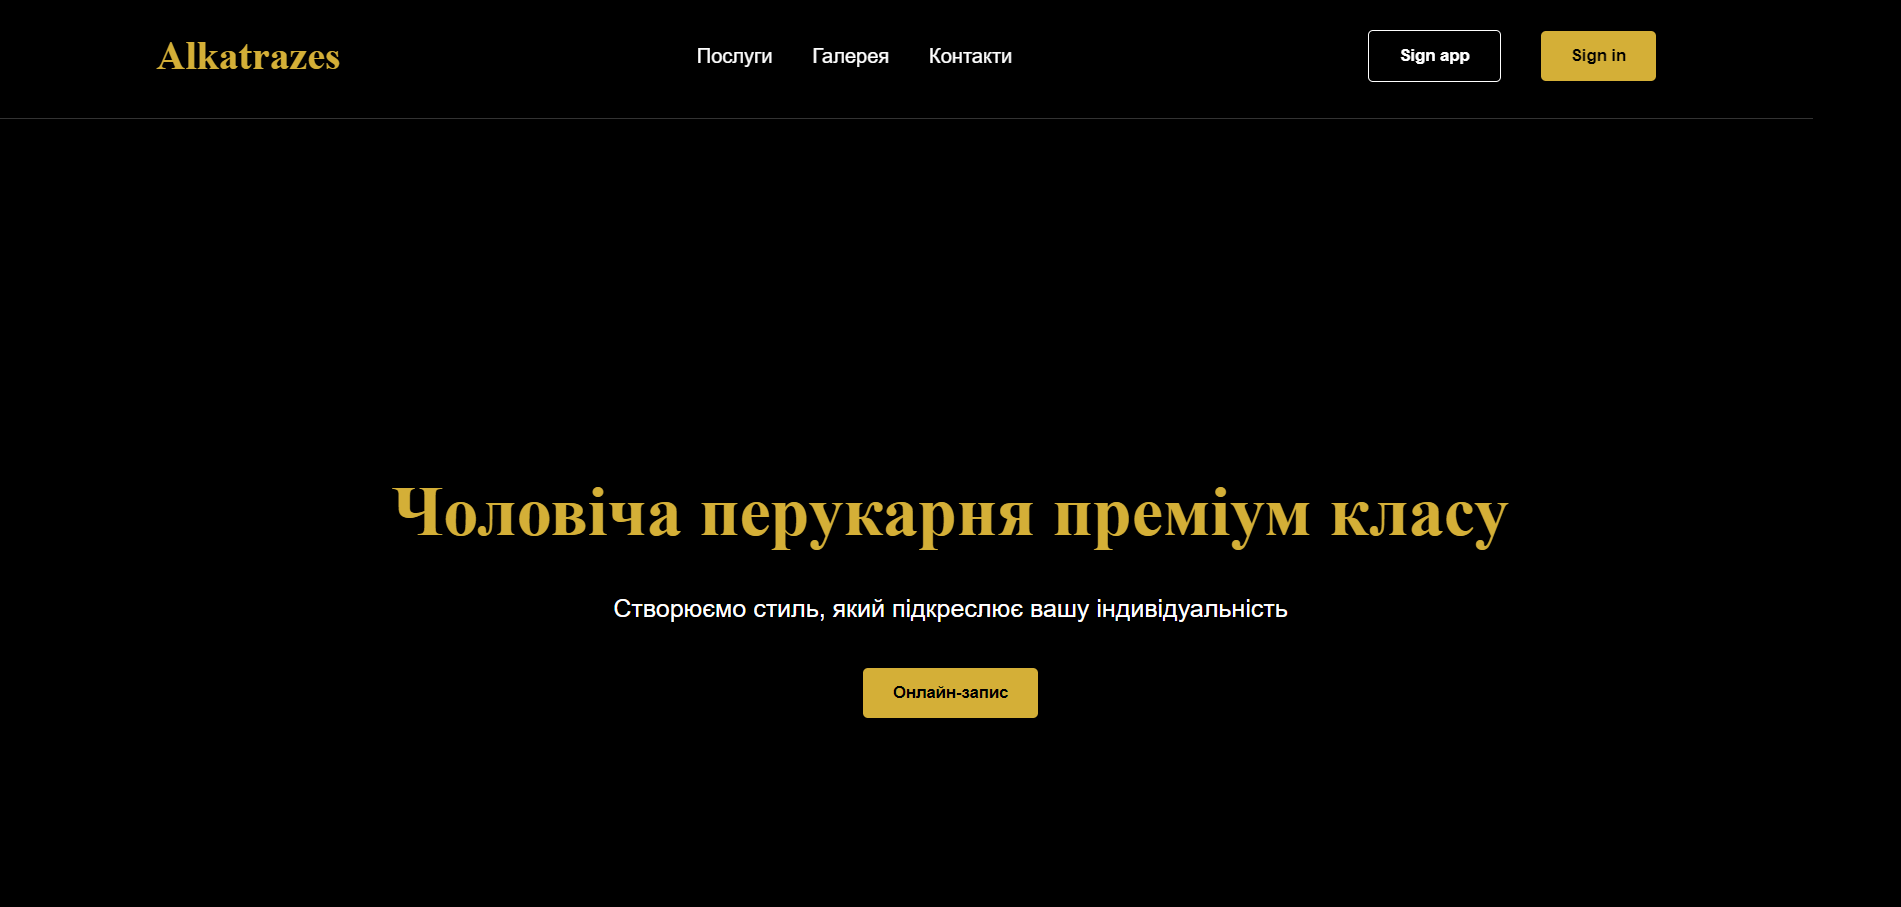 Alkatrazes
Послуги Галерея Контакти
Sign app Sign in
Чоловіча перукарня преміум класу
Створюємо стиль, який підкреслює вашу індивідуальність
Онлайн-запис